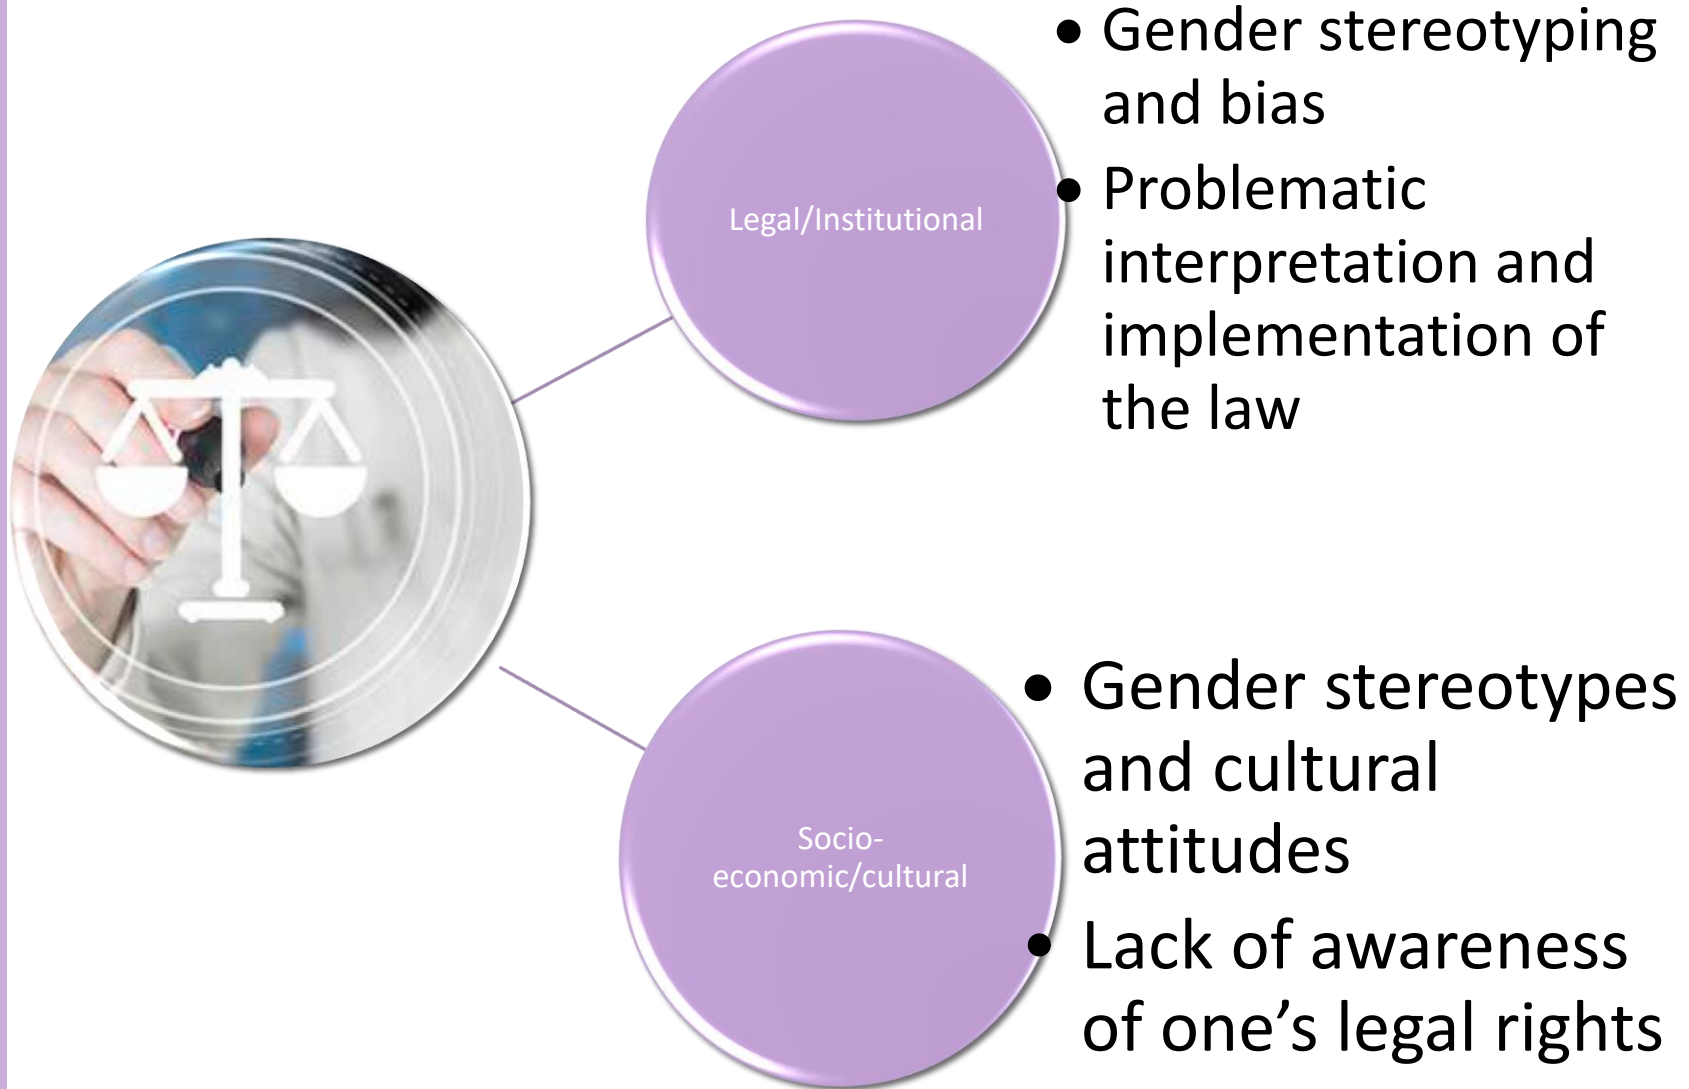 Legal/Institutional
• Gender stereotyping
and bias
• Problematic
interpretation and
implementation of
the law
Socio-
economic/cultural
• Gender stereotypes
and cultural
attitudes
• Lack of awareness
of one’s legal rights